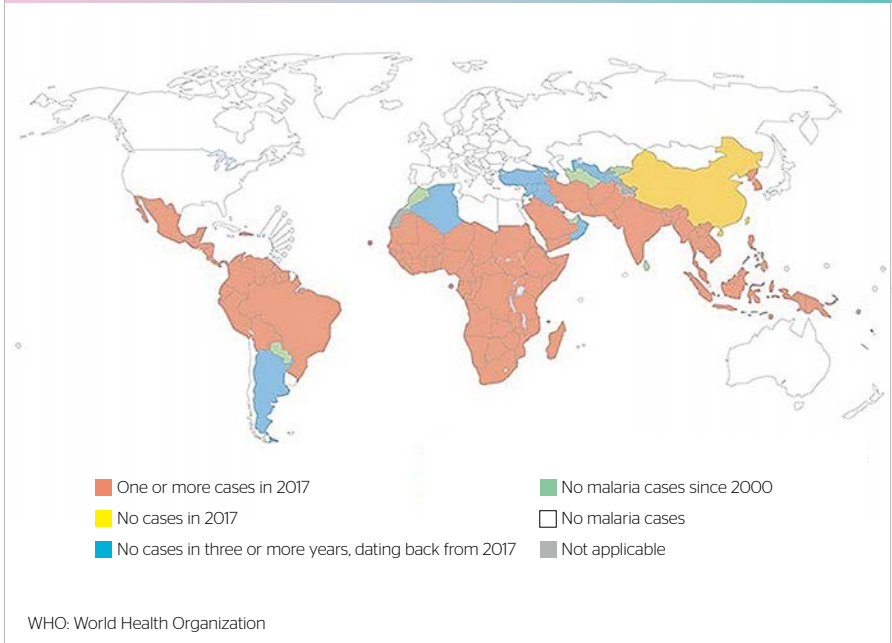 One or more cases in 2017
No cases in 2017
No cases in three or more years, dating back from 2017
No malaria cases since 2000
No malaria cases
Not applicable
WHO: World Health Organization